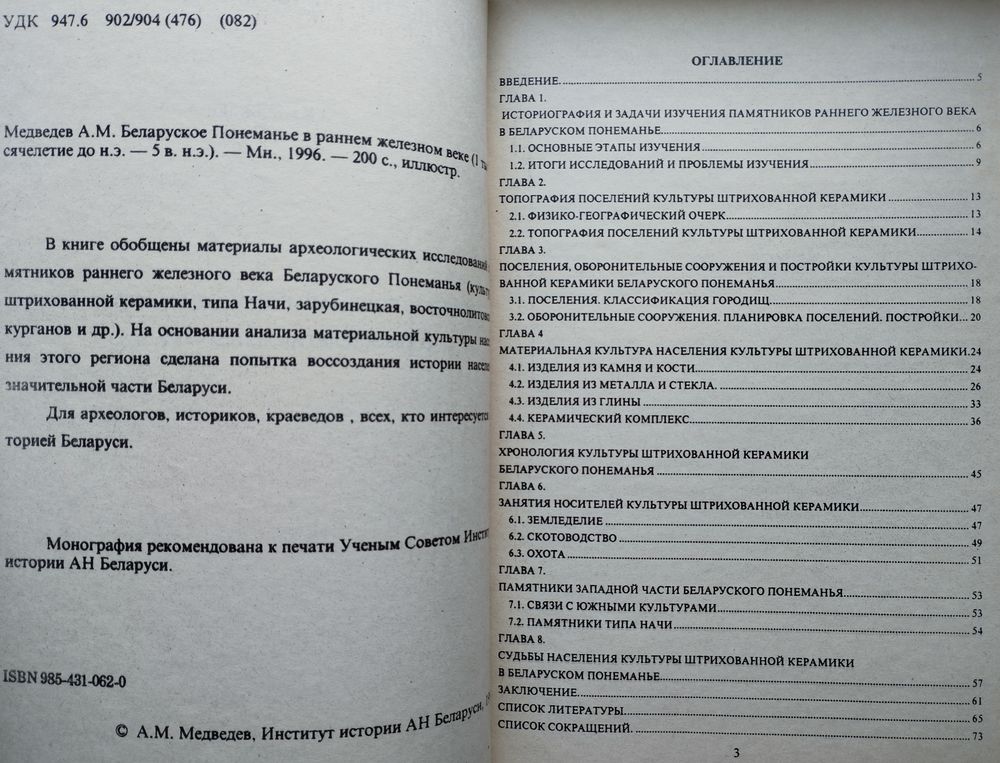 УДК 947.6 902/904 (476) (082)
Медведев А.М. Беларуское Понеманье в раннем железном веке (I ты
сячелетие до н.э. — 5 в. н.э.). — Мн., 1996. — 200 с., иллюстр.
В книге обобщены материалы археологических исследований
мятников раннего железного века Беларуского Понеманья (культ
штрихованной керамики, типа Начи, зарубинецкая, восточнолитовс
курганов и др.). На основании анализа материальной культуры нас
ния этого региона сделана попытка воссоздания истории населе
значительной части Беларуси.
Для археологов, историков, краеведов , всех, кто интересуется
торией Беларуси.
Монография рекомендована к печати Ученым Советом Инсти
истории АН Беларуси.
ISBN 985-431-062-0
© А.М. Медведев, Институт истории АН Беларуси, 19
ОГЛАВЛЕНИЕ
ВВЕДЕНИЕ. 5
ГЛАВА 1.
ИСТОРИОГРАФИЯ И ЗАДАЧИ ИЗУЧЕНИЯ ПАМЯТНИКОВ РАННЕГО ЖЕЛЕЗНОГО ВЕКА
В БЕЛАРУСКОМ ПОНЕМАНЬЕ. 6
1.1. ОСНОВНЫЕ ЭТАПЫ ИЗУЧЕНИЯ 6
1.2. ИТОГИ ИССЛЕДОВАНИЙ И ПРОБЛЕМЫ ИЗУЧЕНИЯ 9
ГЛАВА 2.
ТОПОГРАФИЯ ПОСЕЛЕНИЙ КУЛЬТУРЫ ШТРИХОВАННОЙ КЕРАМИКИ 13
2.1. ФИЗИКО-ГЕОГРАФИЧЕСКИЙ ОЧЕРК 13
2.2. ТОПОГРАФИЯ ПОСЕЛЕНИЙ КУЛЬТУРЫ ШТРИХОВАННОЙ КЕРАМИКИ 14
ГЛАВА 3.
ПОСЕЛЕНИЯ, ОБОРОНИТЕЛЬНЫЕ СООРУЖЕНИЯ И ПОСТРОЙКИ КУЛЬТУРЫ ШТРИХО-
ВАННОЙ КЕРАМИКИ БЕЛАРУСКОГО ПОНЕМАНЬЯ 18
3.1. ПОСЕЛЕНИЯ. КЛАССИФИКАЦИЯ ГОРОДИЩ 18
3.2. ОБОРОНИТЕЛЬНЫЕ СООРУЖЕНИЯ. ПЛАНИРОВКА ПОСЕЛЕНИЙ. ПОСТРОЙКИ... 20
ГЛАВА 4
МАТЕРИАЛЬНАЯ КУЛЬТУРА НАСЕЛЕНИЯ КУЛЬТУРЫ ШТРИХОВАННОЙ КЕРАМИКИ.24
4.1. ИЗДЕЛИЯ ИЗ КАМНЯ И КОСТИ 24
4.2. ИЗДЕЛИЯ ИЗ МЕТАЛЛА И СТЕКЛА. 26
4.3. ИЗДЕЛИЯ ИЗ ГЛИНЫ 33
4.4. КЕРАМИЧЕСКИЙ КОМПЛЕКС 36
ГЛАВА 5.
ХРОНОЛОГИЯ КУЛЬТУРЫ ШТРИХОВАННОЙ КЕРАМИКИ
БЕЛАРУСКОГО ПОНЕМАНЬЯ 45
ГЛАВА 6.
ЗАНЯТИЯ НОСИТЕЛЕЙ КУЛЬТУРЫ ШТРИХОВАННОЙ КЕРАМИКИ 47
6.1. ЗЕМЛЕДЕЛИЕ 47
6.2. СКОТОВОДСТВО 49
6.3. ОХОТА 51
ГЛАВА 7.
ПАМЯТНИКИ ЗАПАДНОЙ ЧАСТИ БЕЛАРУСКОГО ПОНЕМАНЬЯ 53
7.1. СВЯЗИ С ЮЖНЫМИ КУЛЬТУРАМИ 53
7.2. ПАМЯТНИКИ ТИПА НАЧИ 54
ГЛАВА 8.
СУДЬБЫ НАСЕЛЕНИЯ КУЛЬТУРЫ ШТРИХОВАННОЙ КЕРАМИКИ
В БЕЛАРУСКОМ ПОНЕМАНЬЕ 57
ЗАКЛЮЧЕНИЕ 61
СПИСОК ЛИТЕРАТУРЫ 65
СПИСОК СОКРАЩЕНИЙ. 73
3